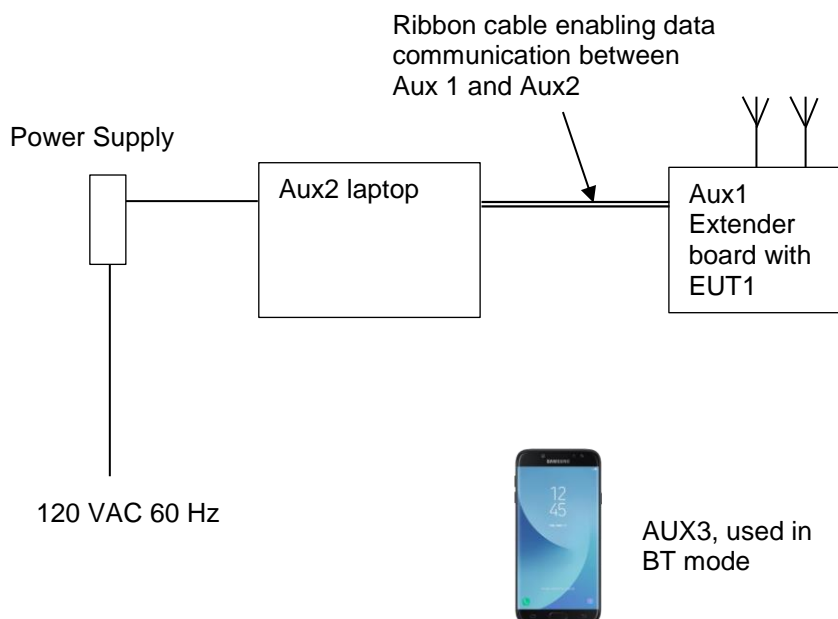 Ribbon cable enabling data
communication between
Aux 1 and Aux2
Power Supply
Aux2 laptop
Aux1
Extender
board with
EUT1
120 VAC 60 Hz
SAMSUNG
12
45
AUX3, used in
BT mode